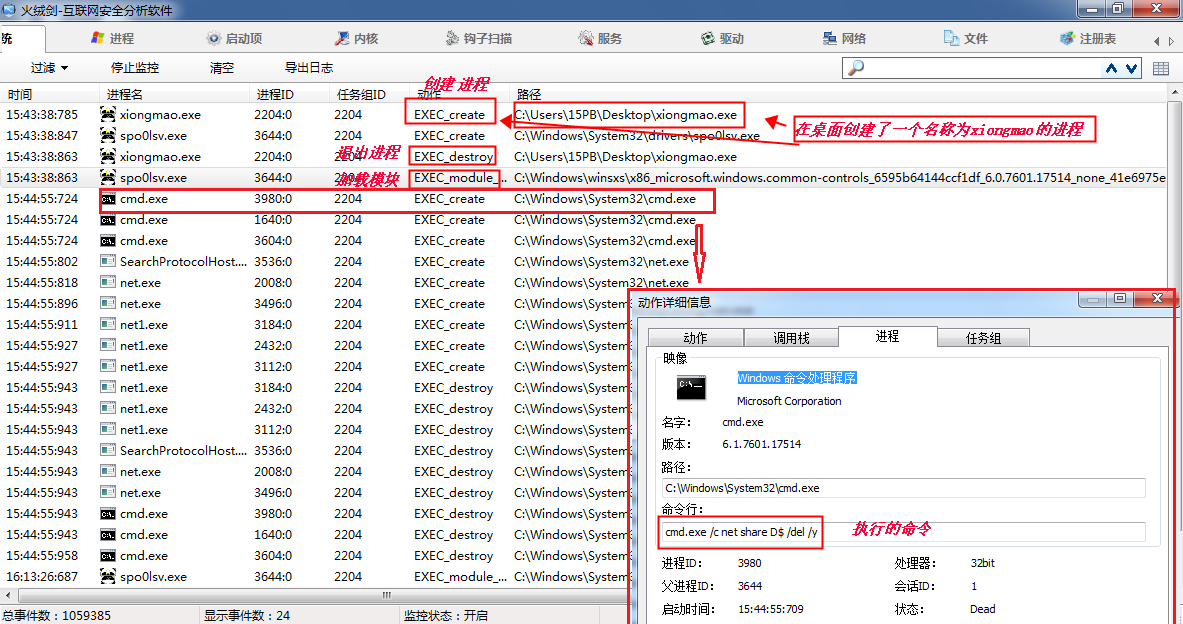 火绒剑-互联网安全分析软件
统 进程 启动项 内核 钩子扫描 服务 驱动 网络 文件 注册表
过滤 停止监控 清空 导出日志
创建 进程
时间 进程名 进程ID 任务组ID 动作 路径
15:43:38:785 xiongmao.exe 2204:0 2204 EXEC_create C:\Users\15PB\Desktop\xiongmao.exe
在桌面创建了一个名称为xiongmao的进程
15:43:38:847 spo0lsv.exe 3644:0 2204 EXEC_create C:\Windows\System32\drivers\spo0lsv.exe
退出进程
15:43:38:863 xiongmao.exe 2204:0 2204 EXEC_destroy C:\Users\15PB\Desktop\xiongmao.exe
加载模块
15:43:38:863 spo0lsv.exe 3644:0 2204 EXEC_module_... C:\Windows\winsxs\x86_microsoft.windows.common-controls_6595b64144ccf1df_6.0.7601.17514_none_41e6975e
15:44:55:724 cmd.exe 3980:0 2204 EXEC_create C:\Windows\System32\cmd.exe
15:44:55:724 cmd.exe 1640:0 2204 EXEC_create C:\Windows\System32\cmd.exe
15:44:55:724 cmd.exe 3604:0 2204 EXEC_create C:\Windows\System32\cmd.exe
15:44:55:802 SearchProtocolHost.... 3536:0 2204 EXEC_create C:\Windows\System32\net.exe
15:44:55:818 net.exe 2008:0 2204 EXEC_create C:\Windows\System32\net.exe
15:44:55:896 net.exe 3496:0 2204 EXEC_create C:\Windows\System3
15:44:55:911 net1.exe 3184:0 2204 EXEC_create C:\Windows\System3
15:44:55:927 net1.exe 2432:0 2204 EXEC_create C:\Windows\System3
15:44:55:927 net1.exe 3112:0 2204 EXEC_create C:\Windows\System3
15:44:55:943 net1.exe 3184:0 2204 EXEC_destroy C:\Windows\System3
15:44:55:943 net1.exe 2432:0 2204 EXEC_destroy C:\Windows\System3
15:44:55:943 net1.exe 3112:0 2204 EXEC_destroy C:\Windows\System3
15:44:55:943 SearchProtocolHost.... 3536:0 2204 EXEC_destroy C:\Windows\System3
15:44:55:943 net.exe 2008:0 2204 EXEC_destroy C:\Windows\System3
15:44:55:943 net.exe 3496:0 2204 EXEC_destroy C:\Windows\System3
15:44:55:943 cmd.exe 3980:0 2204 EXEC_destroy C:\Windows\System3
15:44:55:943 cmd.exe 1640:0 2204 EXEC_destroy C:\Windows\System3
15:44:55:958 cmd.exe 3604:0 2204 EXEC_destroy C:\Windows\System3
16:13:26:687 spo0lsv.exe 3644:0 2204 EXEC_module_... C:\Windows\System3
总事件数：1059385 显示事件数：24 监控状态：开启
动作详细信息
动作 调用栈 进程 任务组
映像
Windows 命令处理程序
Microsoft Corporation
名字： cmd.exe
版本： 6.1.7601.17514
路径：
C:\Windows\System32\cmd.exe
命令行：
cmd.exe /c net share D$ /del /y
执行的命令
进程ID： 3980 处理器： 32bit
父进程ID： 3644 会话ID： 1
启动时间： 15:44:55:709 状态： Dead